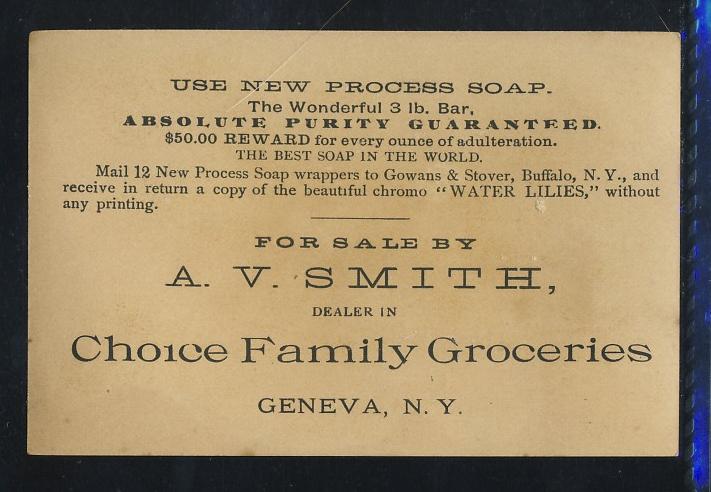 USE NEW PROCESS SOAP.
The Wonderful 3 lb. Bar,
ABSOLUTE PURITY GUARANTEED.
$50.00 REWARD for every ounce of adulteration.
THE BEST SOAP IN THE WORLD.
Mail 12 New Process Soap wrappers to Gowans & Stover, Buffalo, N. Y., and
receive in return a copy of the beautiful chromo "WATER LILIES," without
any printing.
FOR SALE BY
A. V. SMITH,
DEALER IN
Choice Family Groceries
GENEVA, N. Y.